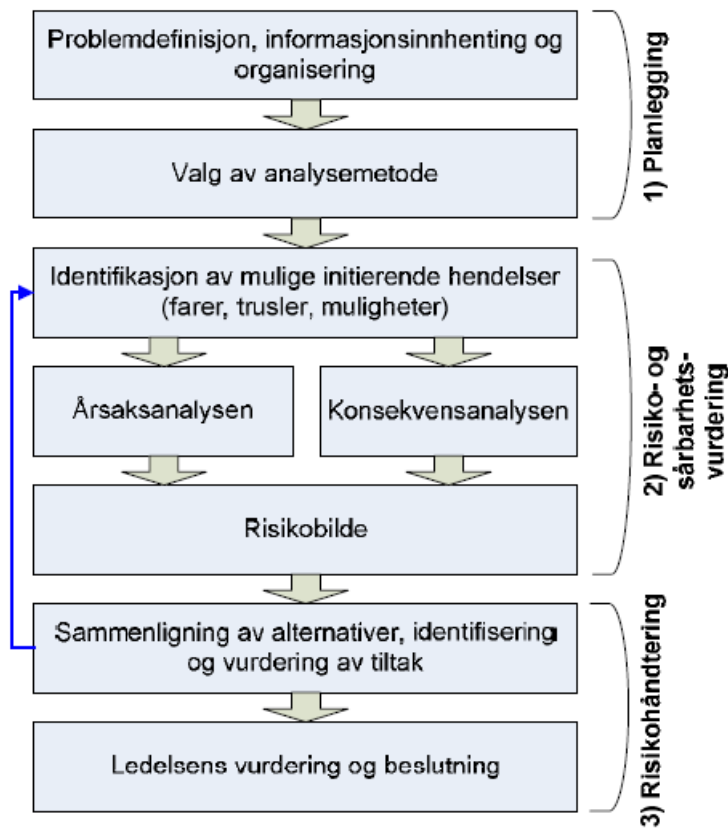 Problemdefinisjon, informasjonsinnhenting og
organisering
Valg av analysemetode
1) Planlegging
Identifikasjon av mulige initierende hendelser
(farer, trusler, muligheter)
Årsaksanalysen
Konsekvensanalysen
Risikobilde
2) Risiko- og
sårbarhets-
vurdering
Sammenligning av alternativer, identifisering
og vurdering av tiltak
Ledelsens vurdering og beslutning
3) Risikohåndtering